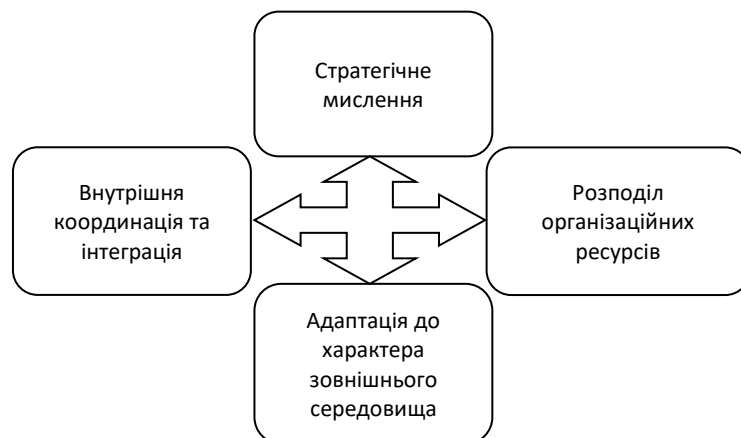 Стратегічне
мислення
Внутрішня
координація та
інтеграція
Розподіл
організаційних
ресурсів
Адаптація до
характера
зовнішнього
середовища